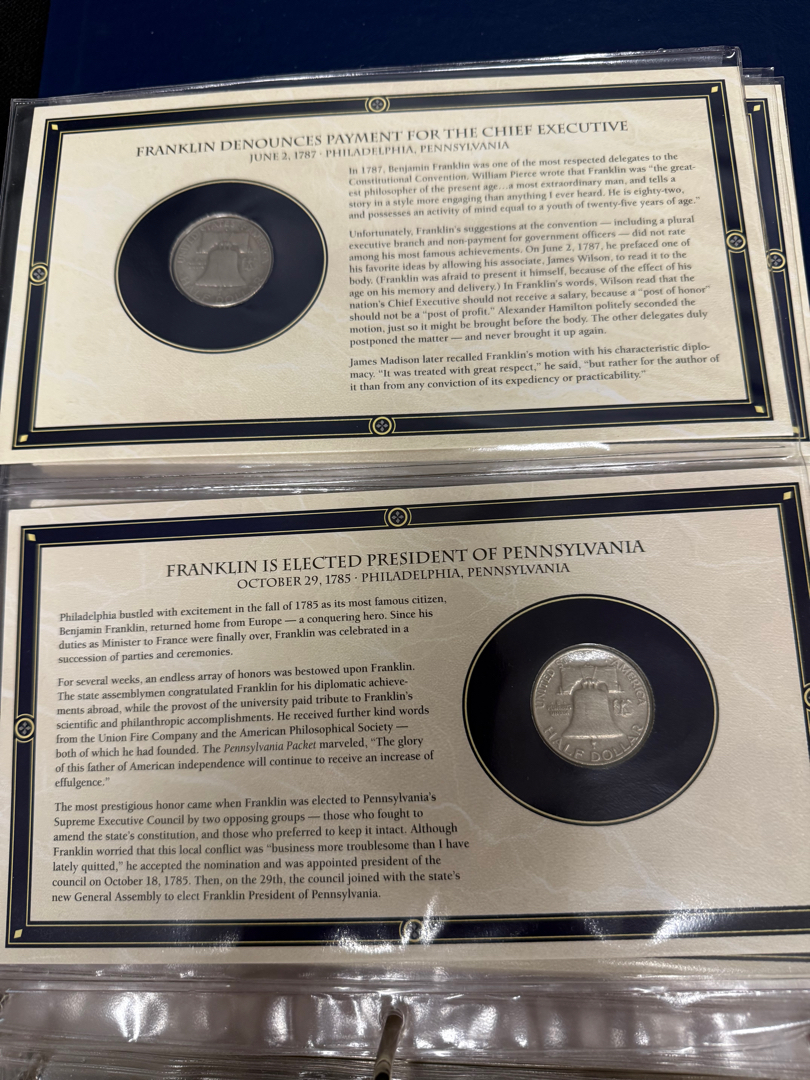 FRANKLIN DENOUNCES PAYMENT FOR THE CHIEF EXECUTIVE
JUNE 2, 1787 · PHILADELPHIA, PENNSYLVANIA
In 1787, Benjamin Franklin was one of the most respected delegates to the
Constitutional Convention. William Pierce wrote that Franklin was "the great-
est philosopher of the present age...a most extraordinary man, and tells a
story in a style more engaging than anything I ever heard. He is eighty-two,
and possesses an activity of mind equal to a youth of twenty-five years of age."
Unfortunately, Franklin's suggestions at the convention — including a plural
executive branch and non-payment for government officers — did not rate
among his most famous achievements. On June 2, 1787, he prefaced one of
his favorite ideas by allowing his associate, James Wilson, to read it to the
body. (Franklin was afraid to present it himself, because of the effect of his
age on his memory and delivery.) In Franklin's words, Wilson read that the
nation's Chief Executive should not receive a salary, because a "post of honor"
should not be a "post of profit." Alexander Hamilton politely seconded the
motion, just so it might be brought before the body. The other delegates duly
postponed the matter — and never brought it up again.
James Madison later recalled Franklin's motion with his characteristic diplo-
macy. "It was treated with great respect," he said, "but rather for the author of
it than from any conviction of its expediency or practicability."
FRANKLIN IS ELECTED PRESIDENT OF PENNSYLVANIA
OCTOBER 29, 1785 · PHILADELPHIA, PENNSYLVANIA
Philadelphia bustled with excitement in the fall of 1785 as its most famous citizen,
Benjamin Franklin, returned home from Europe — a conquering hero. Since his
duties as Minister to France were finally over, Franklin was celebrated in a
succession of parties and ceremonies.
For several weeks, an endless array of honors was bestowed upon Franklin.
The state assemblymen congratulated Franklin for his diplomatic achieve-
ments abroad, while the provost of the university paid tribute to Franklin's
scientific and philanthropic accomplishments. He received further kind words
from the Union Fire Company and the American Philosophical Society —
both of which he had founded. The Pennsylvania Packet marveled, "The glory
of this father of American independence will continue to receive an increase of
effulgence."
The most prestigious honor came when Franklin was elected to Pennsylvania's
Supreme Executive Council by two opposing groups — those who fought to
amend the state's constitution, and those who preferred to keep it intact. Although
Franklin worried that this local conflict was "business more troublesome than I have
lately quitted," he accepted the nomination and was appointed president of the
council on October 18, 1785. Then, on the 29th, the council joined with the state's
new General Assembly to elect Franklin President of Pennsylvania.
UNITED STATES OF AMERICA
HALF DOLLAR